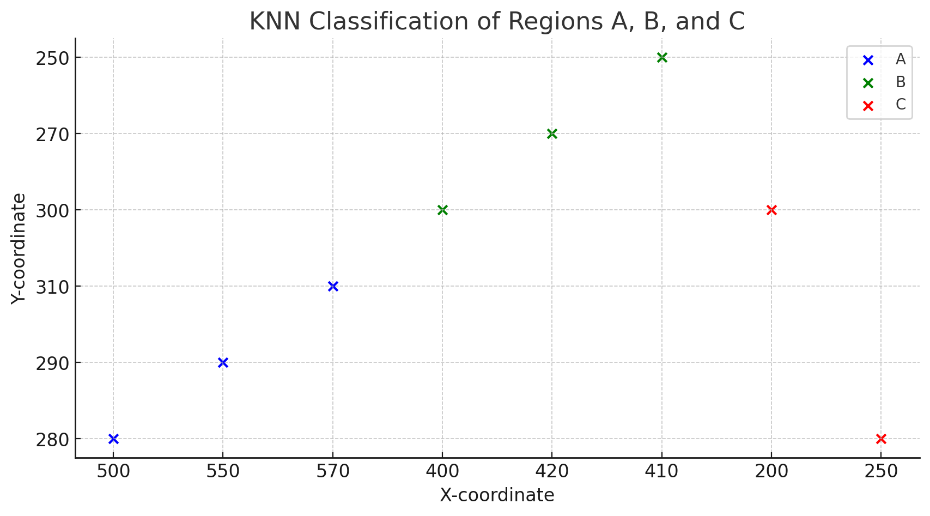 KNN Classification of Regions A, B, and C
A
B
C
Y-coordinate
250
270
300
310
290
280
500 550 570 400 420 410 200 250
X-coordinate